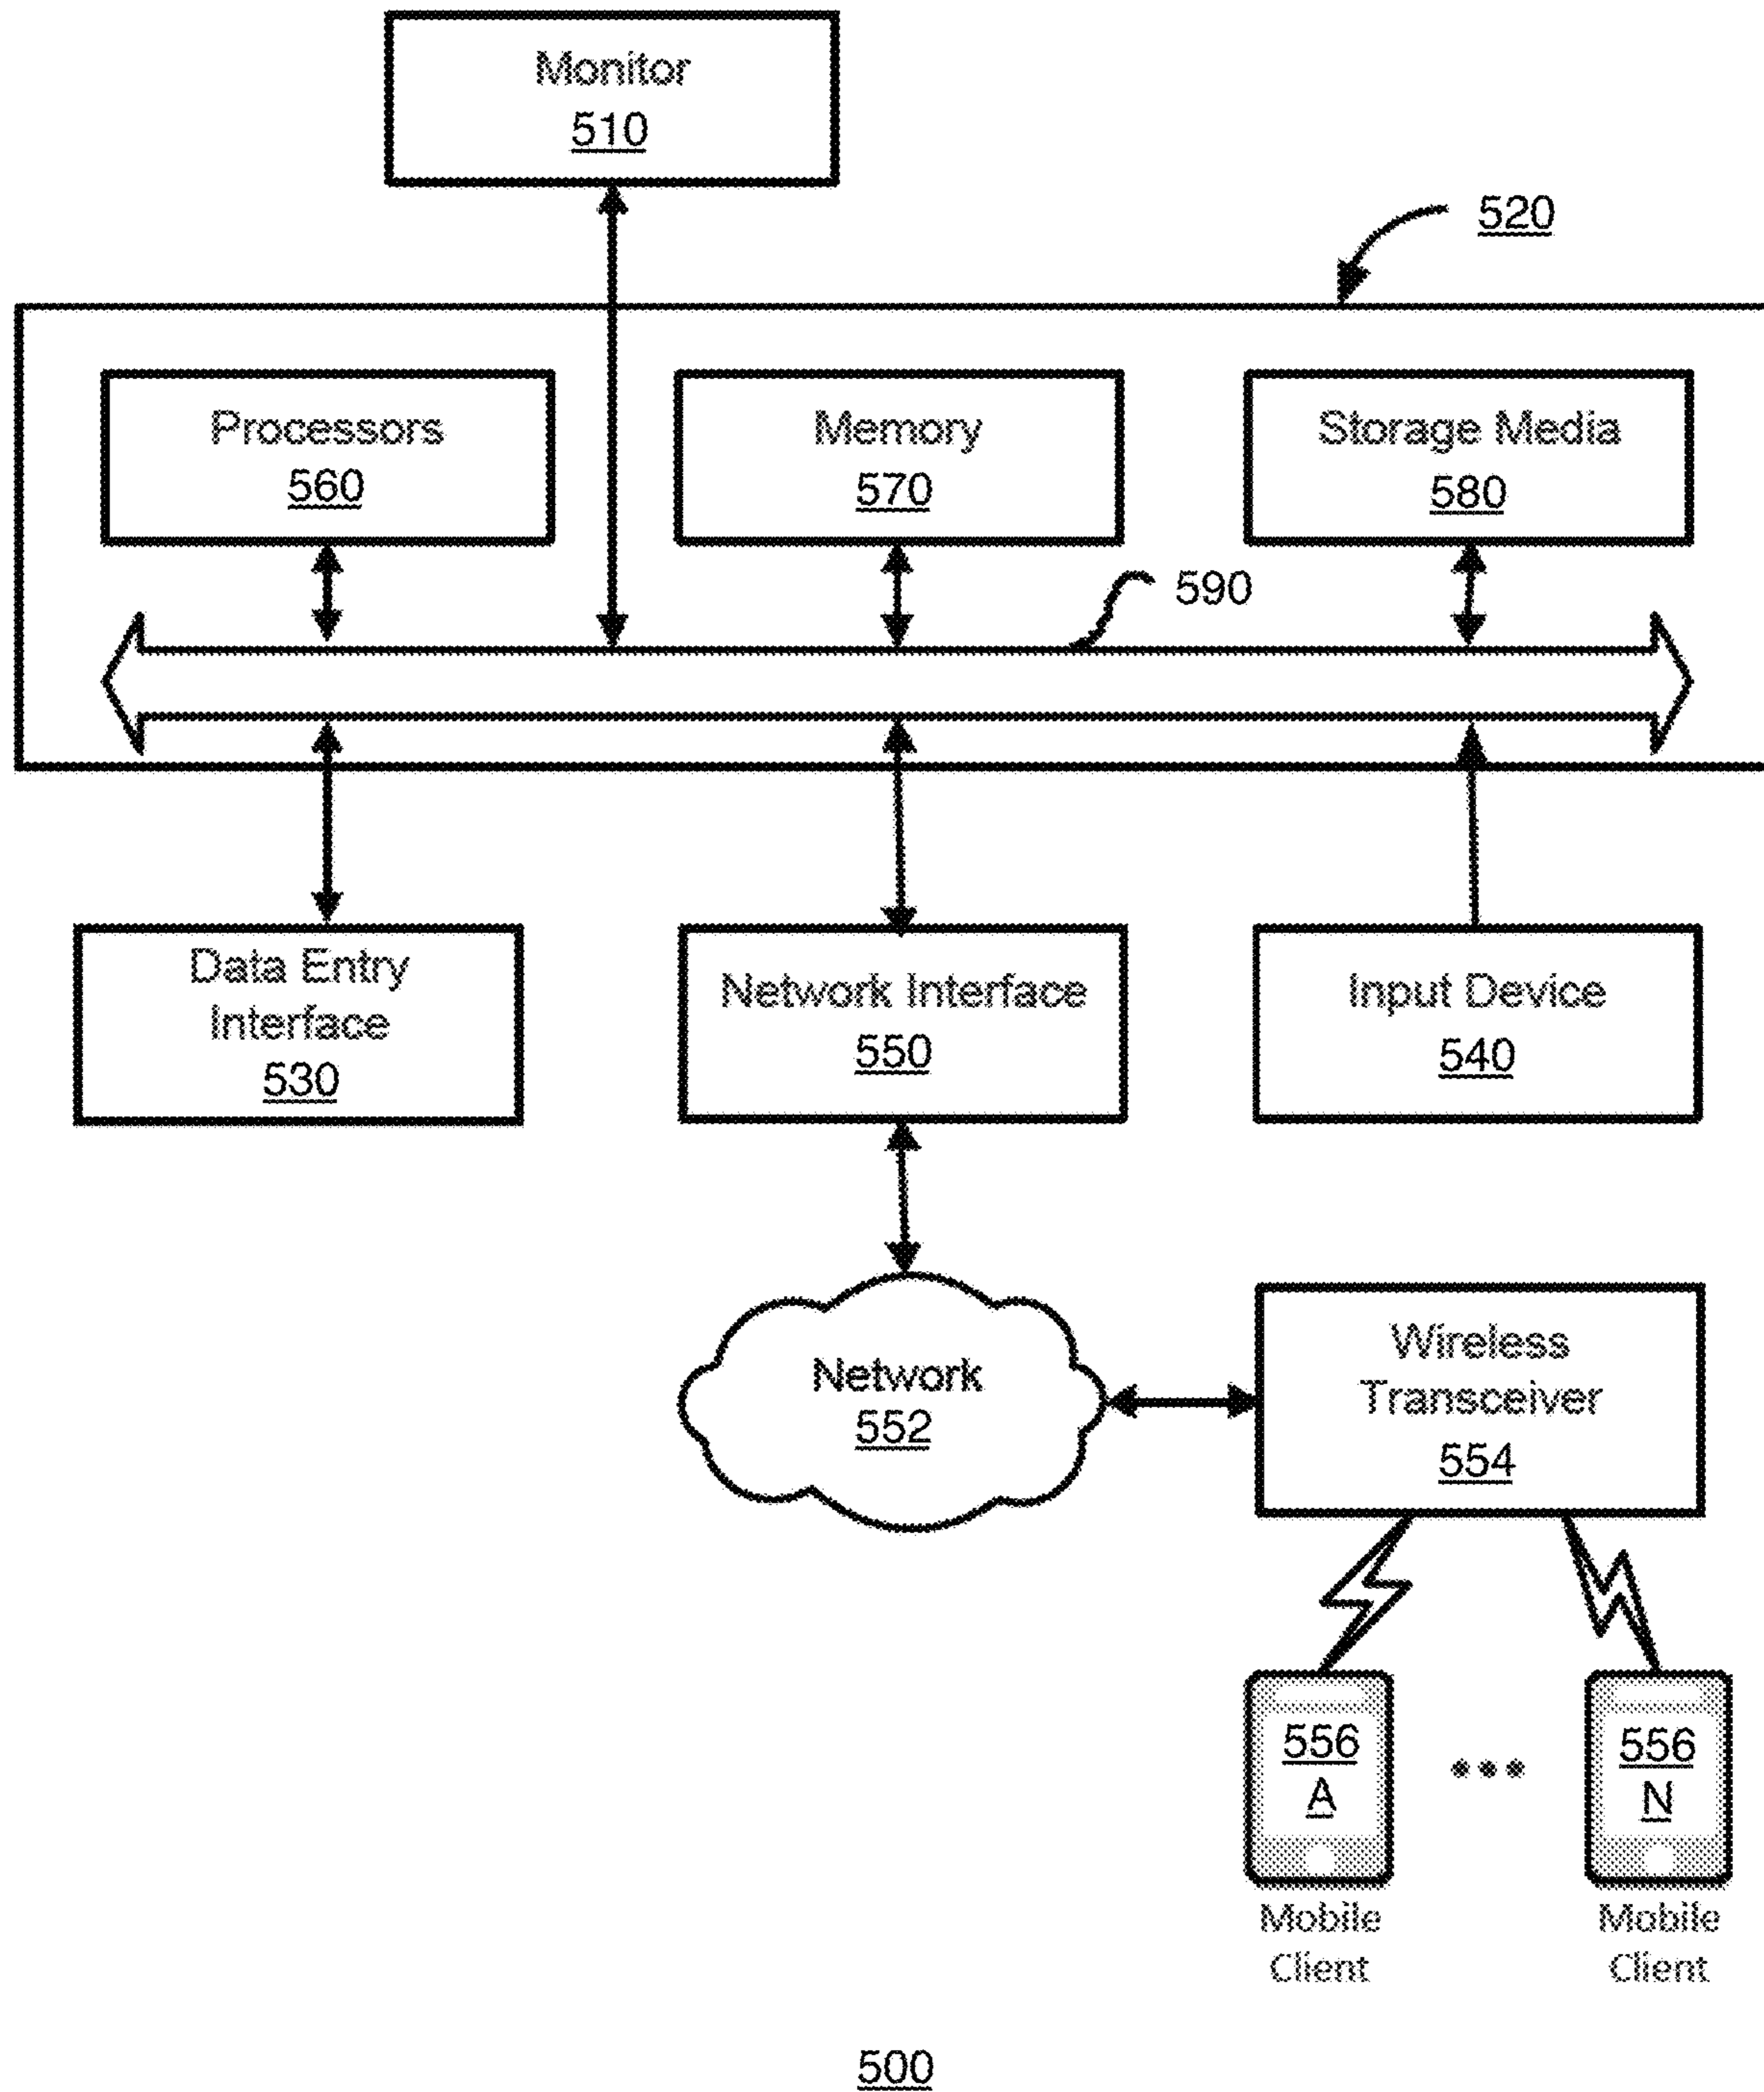 Monitor
510
520
Processors
560
Memory
570
Storage Media
580
590
Data Entry
Interface
530
Network Interface
550
Input Device
540
Network
552
Wireless
Transceiver
554
556
A
556
N
Mobile
Client
Mobile
Client
500